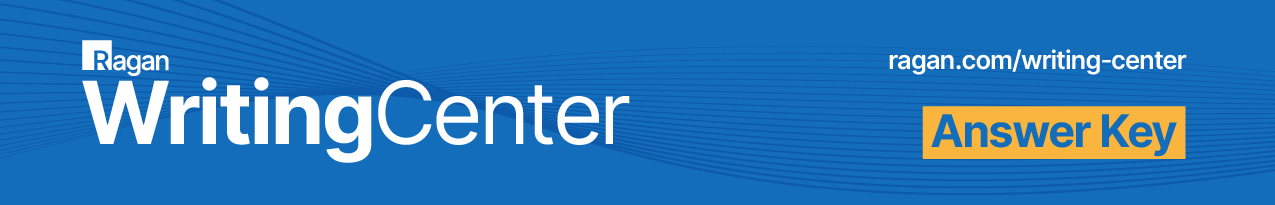 Ragan
WritingCenter
ragan.com/writing-center
Answer Key